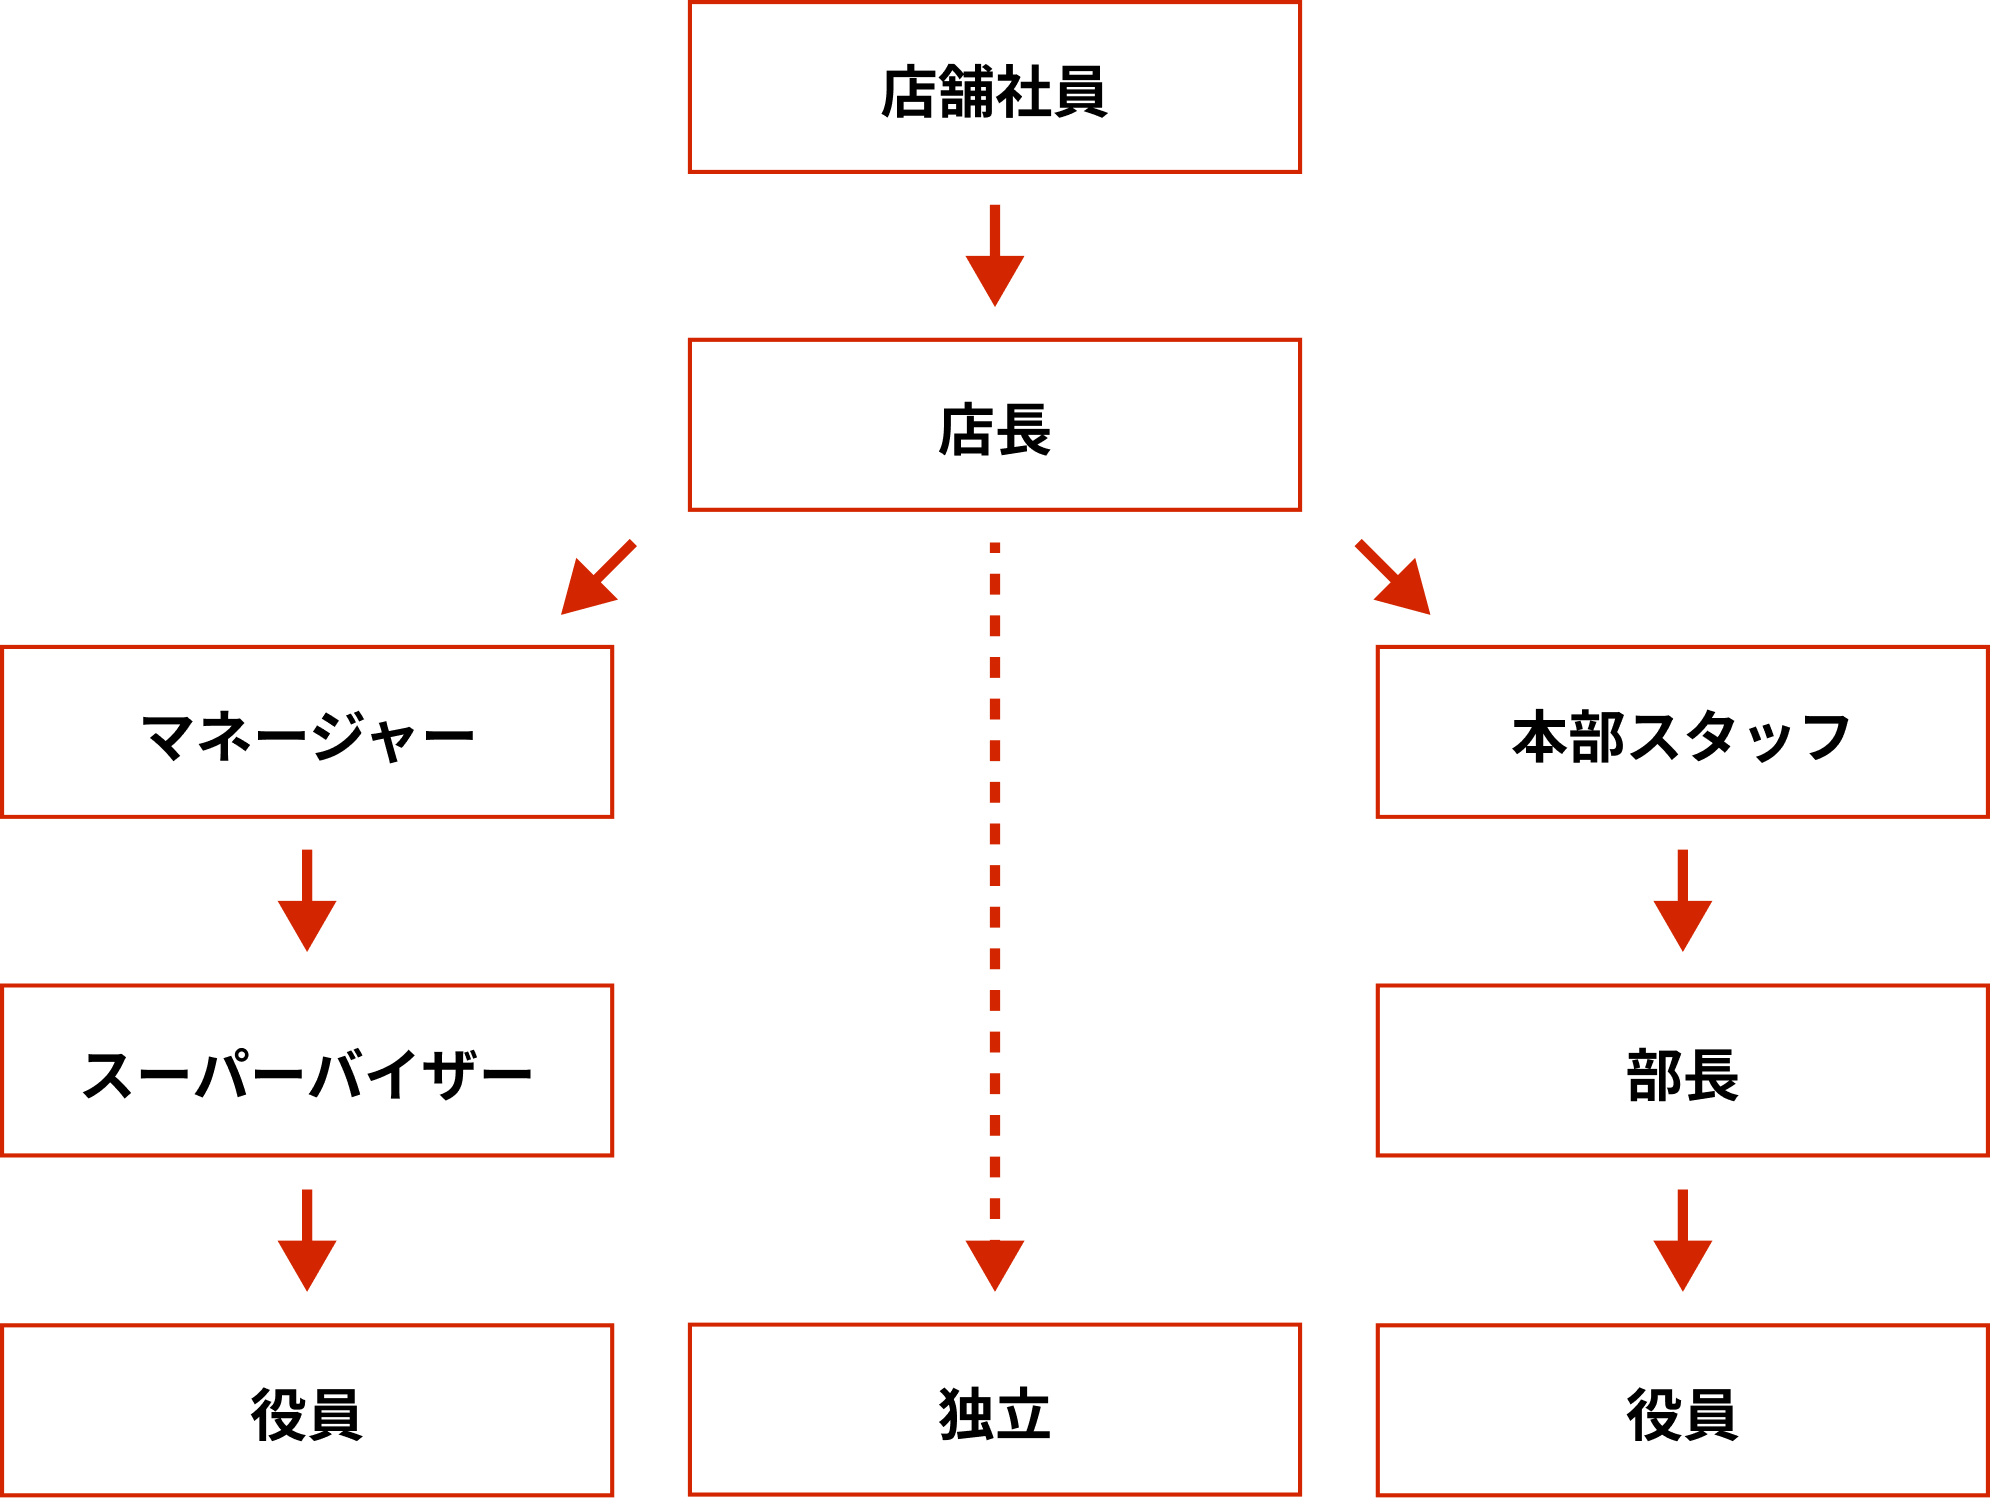 店舗社員
店長
マネージャー
本部スタッフ
スーパーバイザー
部長
役員
独立
役員